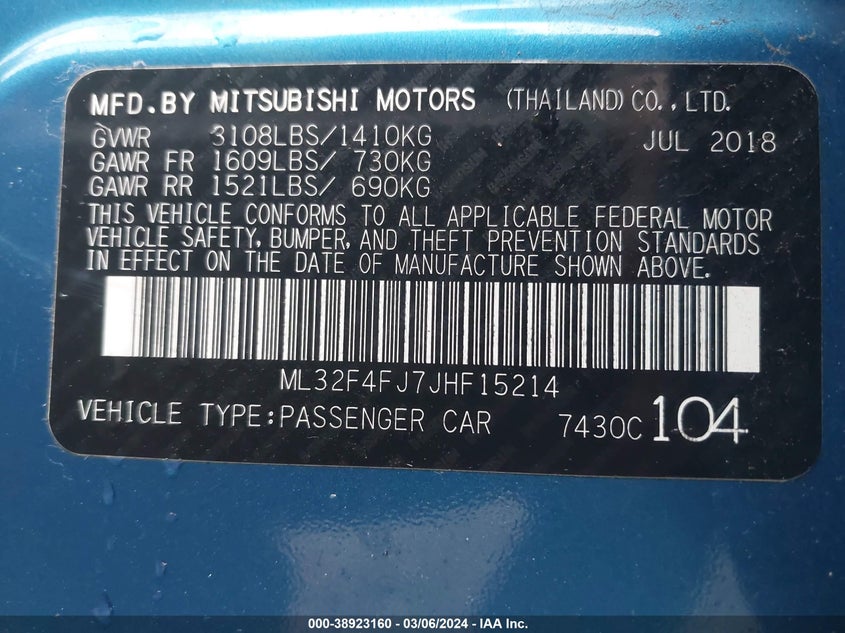 MFD.BY MITSUBISHI MOTORS (THAILAND) CO.,LTD.
GVWR 3108LBS/1410KG JUL 2018
GAWR FR 1609LBS/ 730KG
GAWR RR 1521LBS/ 690KG
THIS VEHICLE CONFORMS TO ALL APPLICABLE FEDERAL MOTOR
VEHICLE SAFETY, BUMPER, AND THEFT PREVENTION STANDARDS
IN EFFECT ON THE DATE OF MANUFACTURE SHOWN ABOVE.
ML32F4FJ7JHF15214
VEHICLE TYPE:PASSENGER CAR 7430C 104
000-38923160 - 03/06/2024 - IAA Inc.